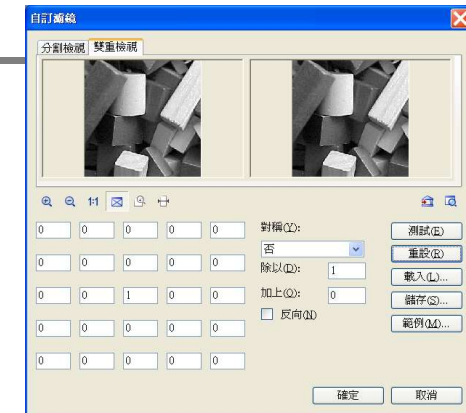 自訂濾鏡
分割檢視 雙重檢視
1:1
0 0 0 0 0 對稱(Y): 測試(E)
否 重設(R)
0 0 0 0 0 除以(D): 1 載入(L)...
0 0 1 0 0 加上(O): 0 儲存(S)...
反向(N) 範例(M)...
0 0 0 0 0
0 0 0 0 0
確定 取消